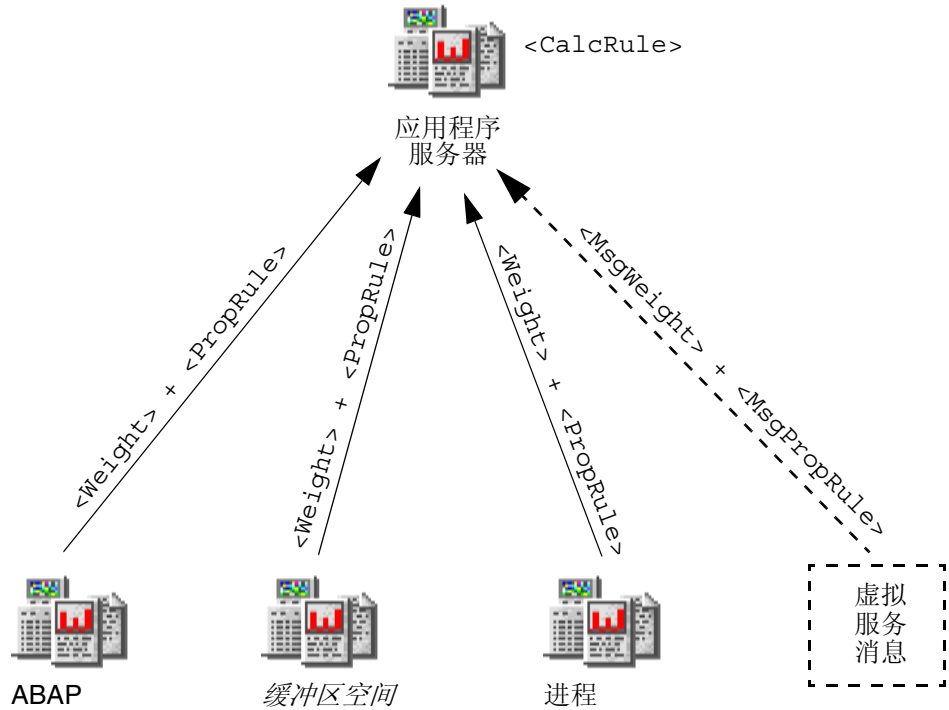 <CalcRule>
应用程序
服务器
<Weight> + <PropRule>
<Weight> + <PropRule>
<Weight> + <PropRule>
<MsgWeight> + <MsgPropRule>
ABAP
缓冲区空间
进程
虚拟
服务
消息